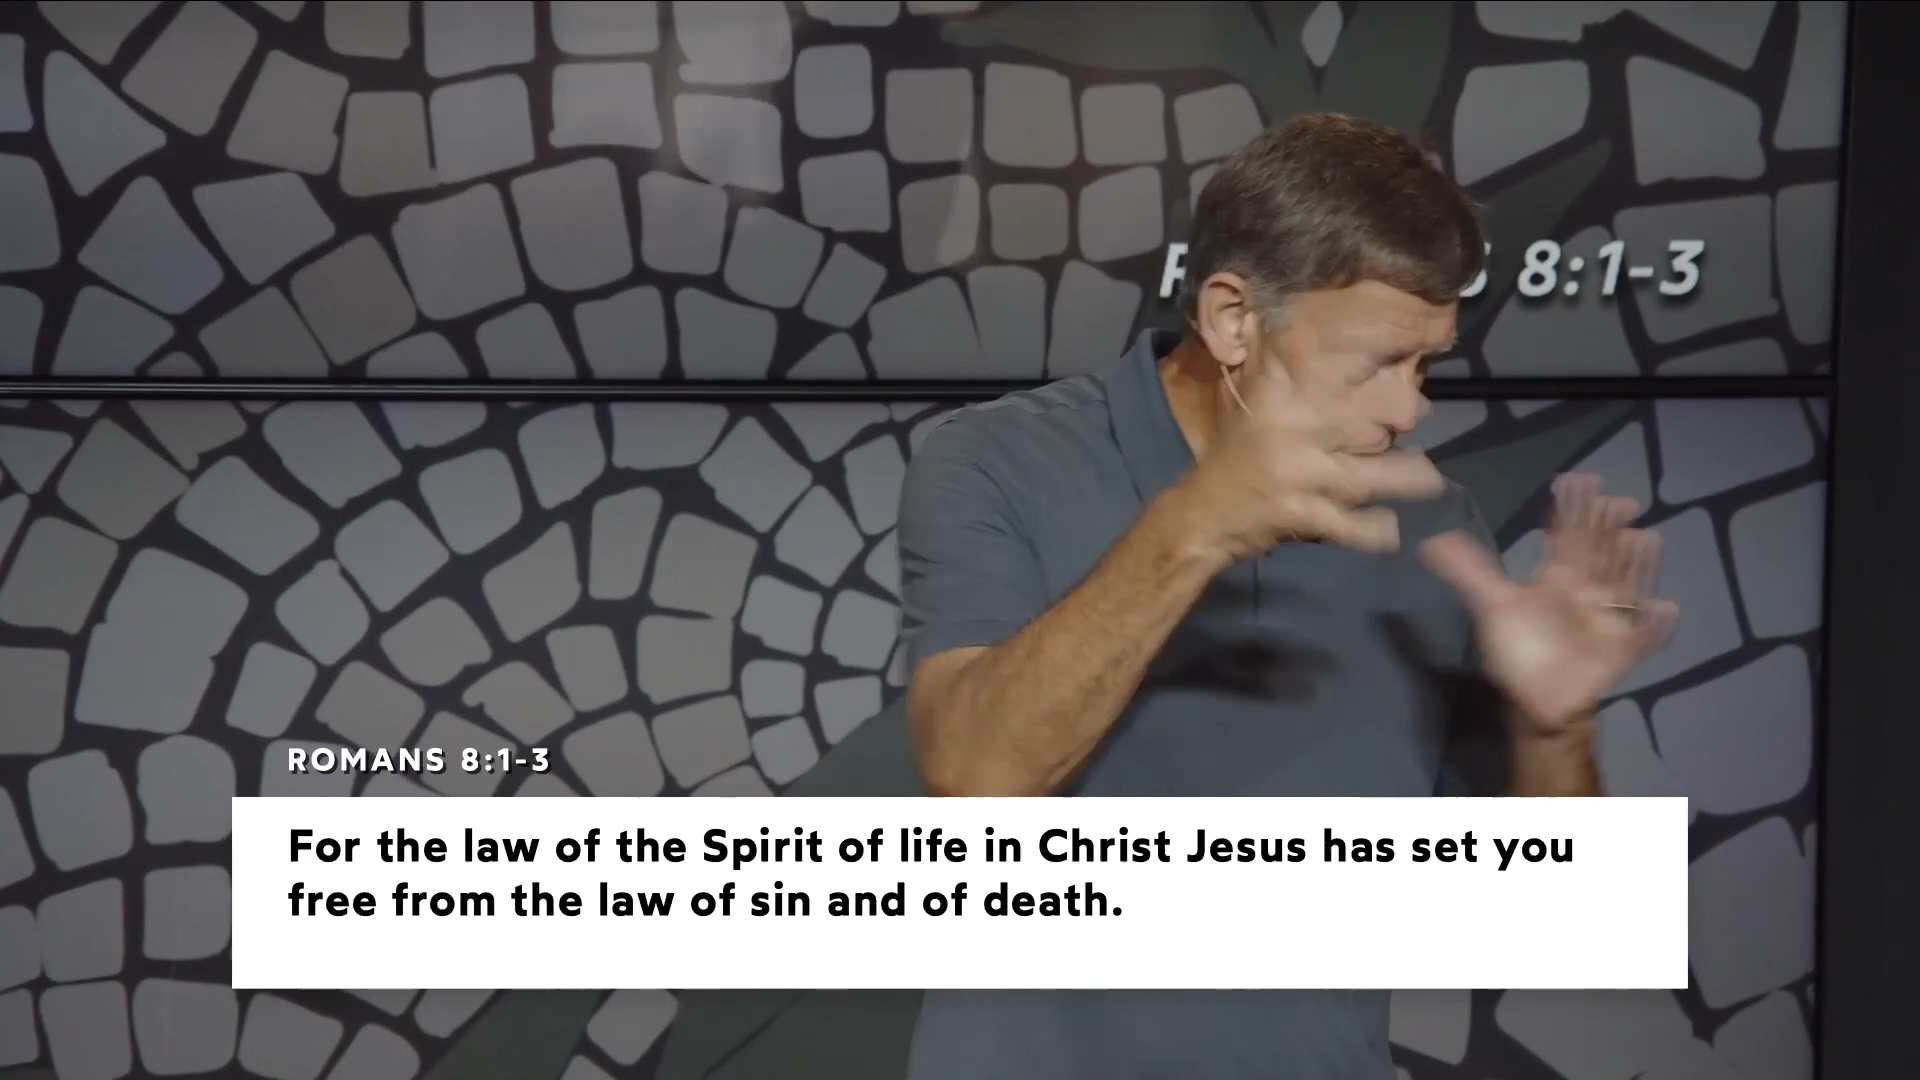 8:1-3
ROMANS 8:1-3
For the law of the Spirit of life in Christ Jesus has set you
free from the law of sin and of death.